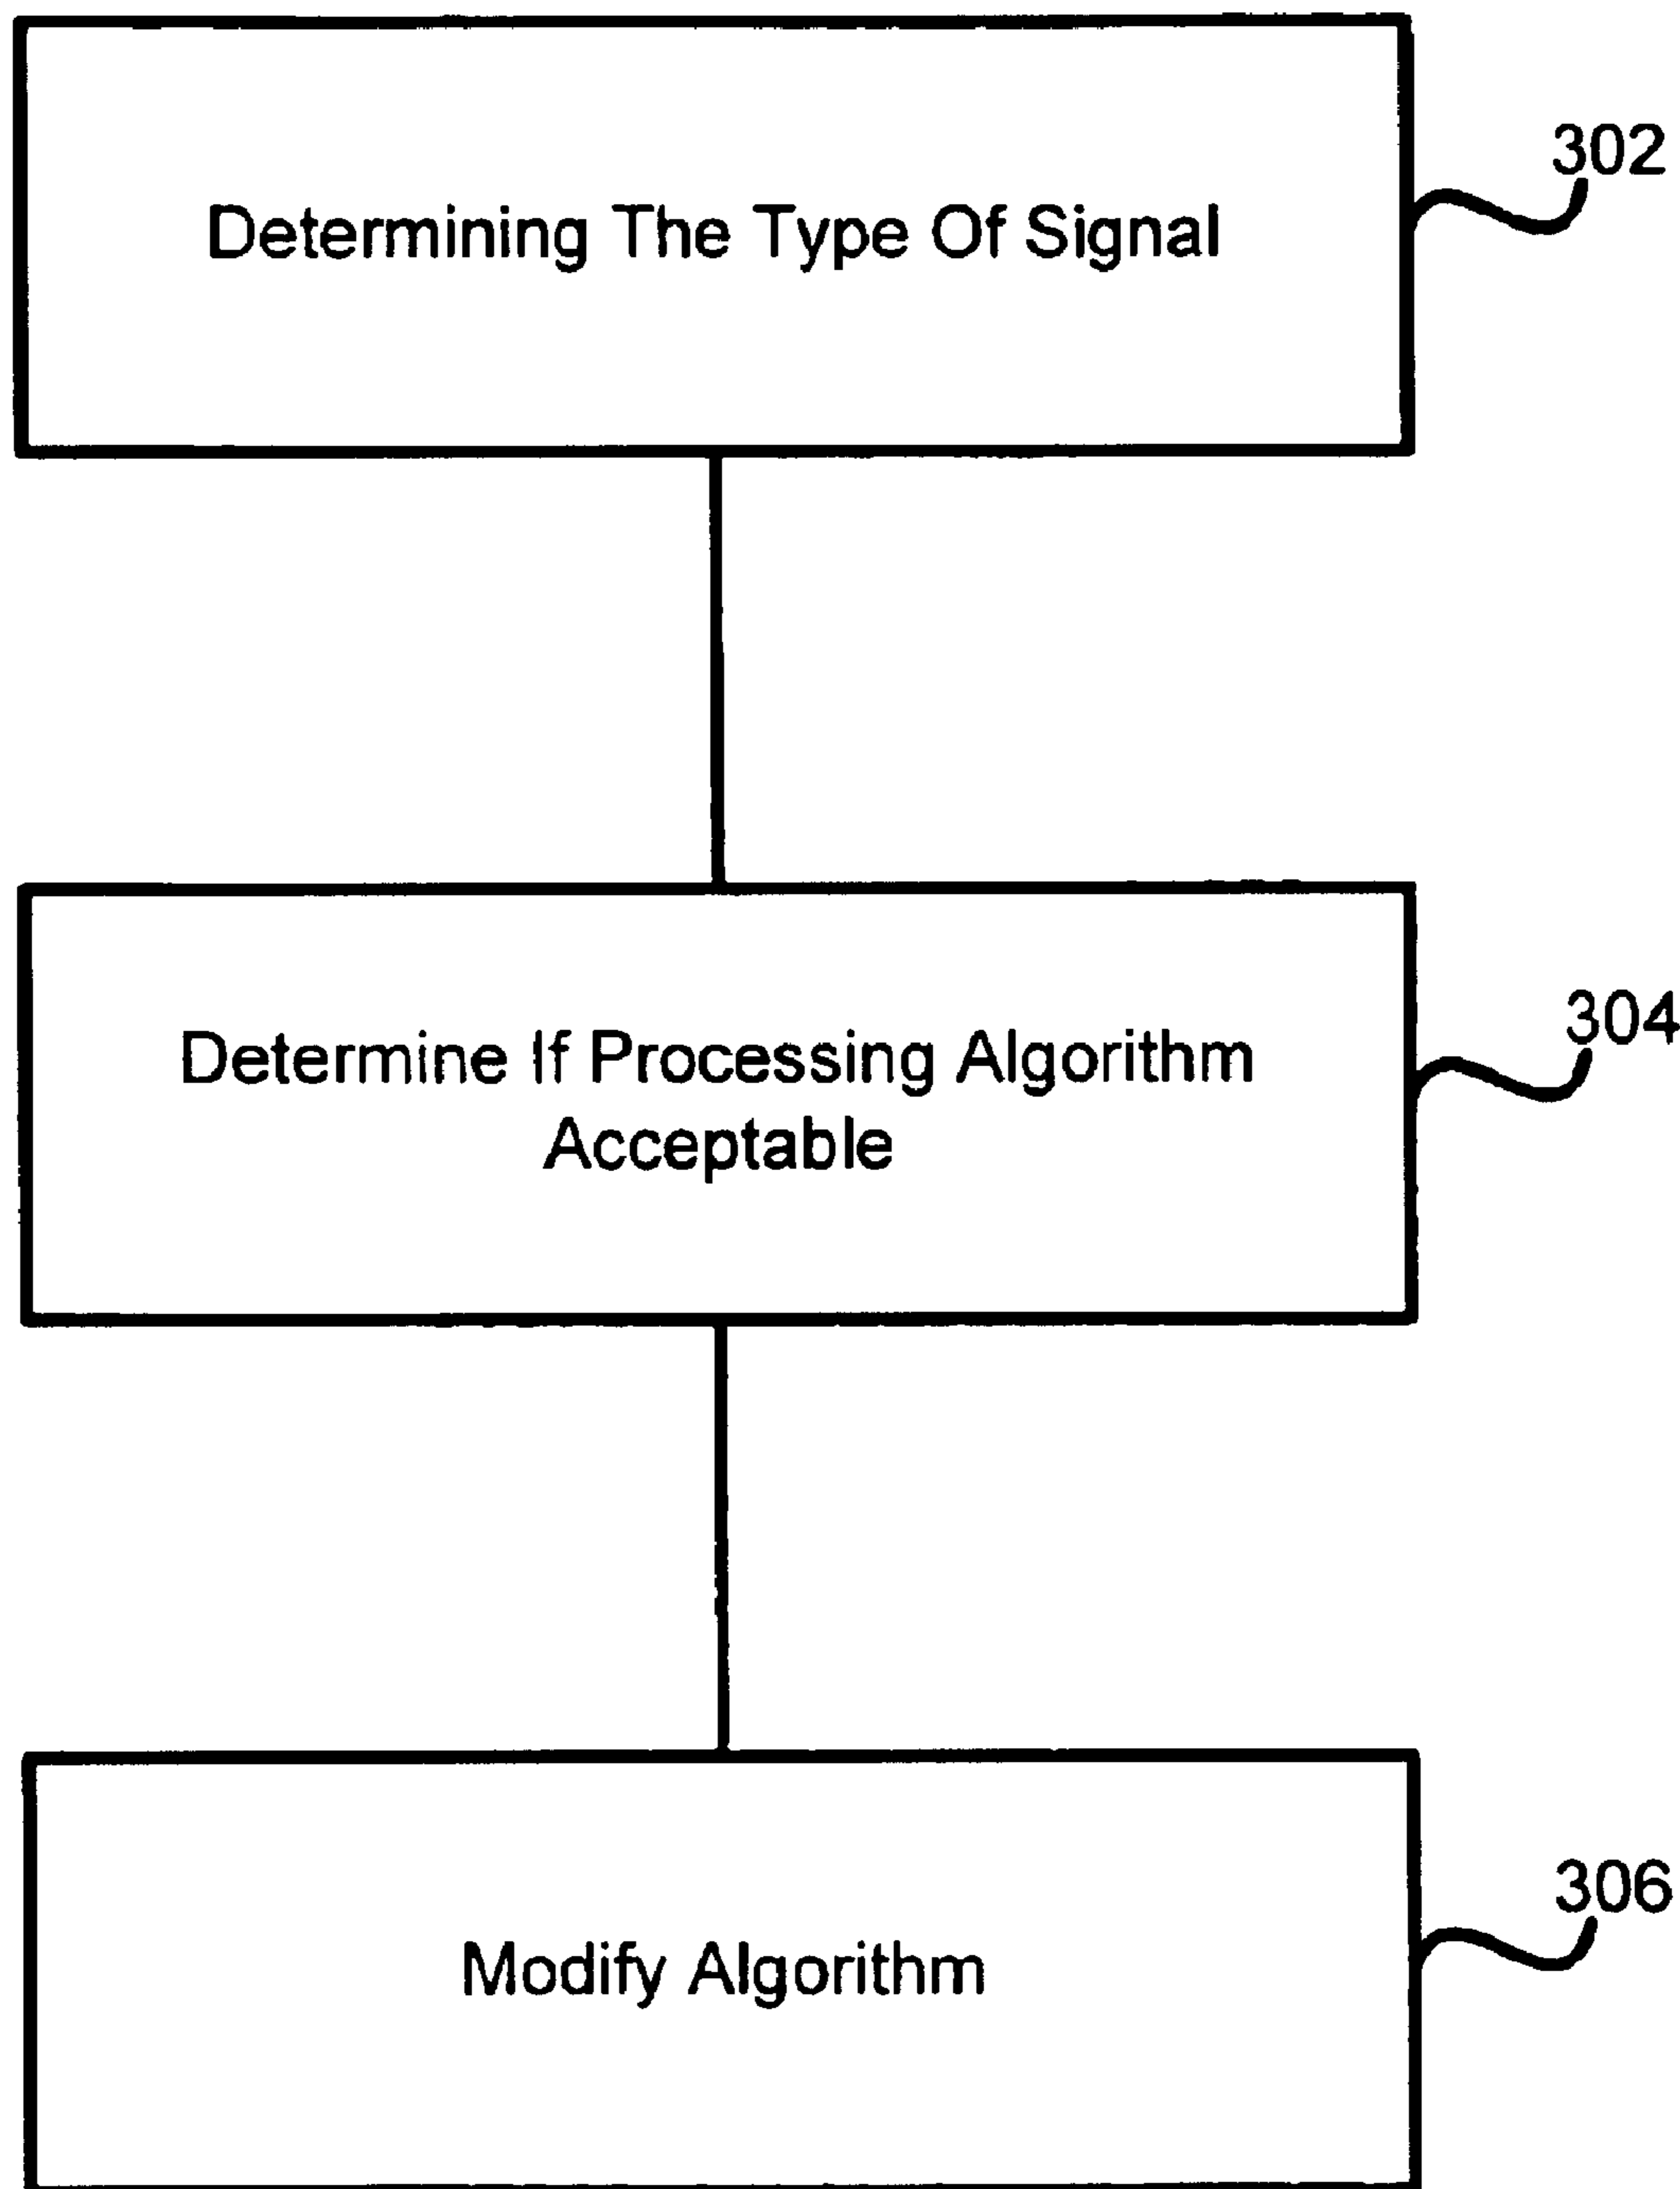 302
Determining The Type Of Signal
304
Determine If Processing Algorithm
Acceptable
306
Modify Algorithm